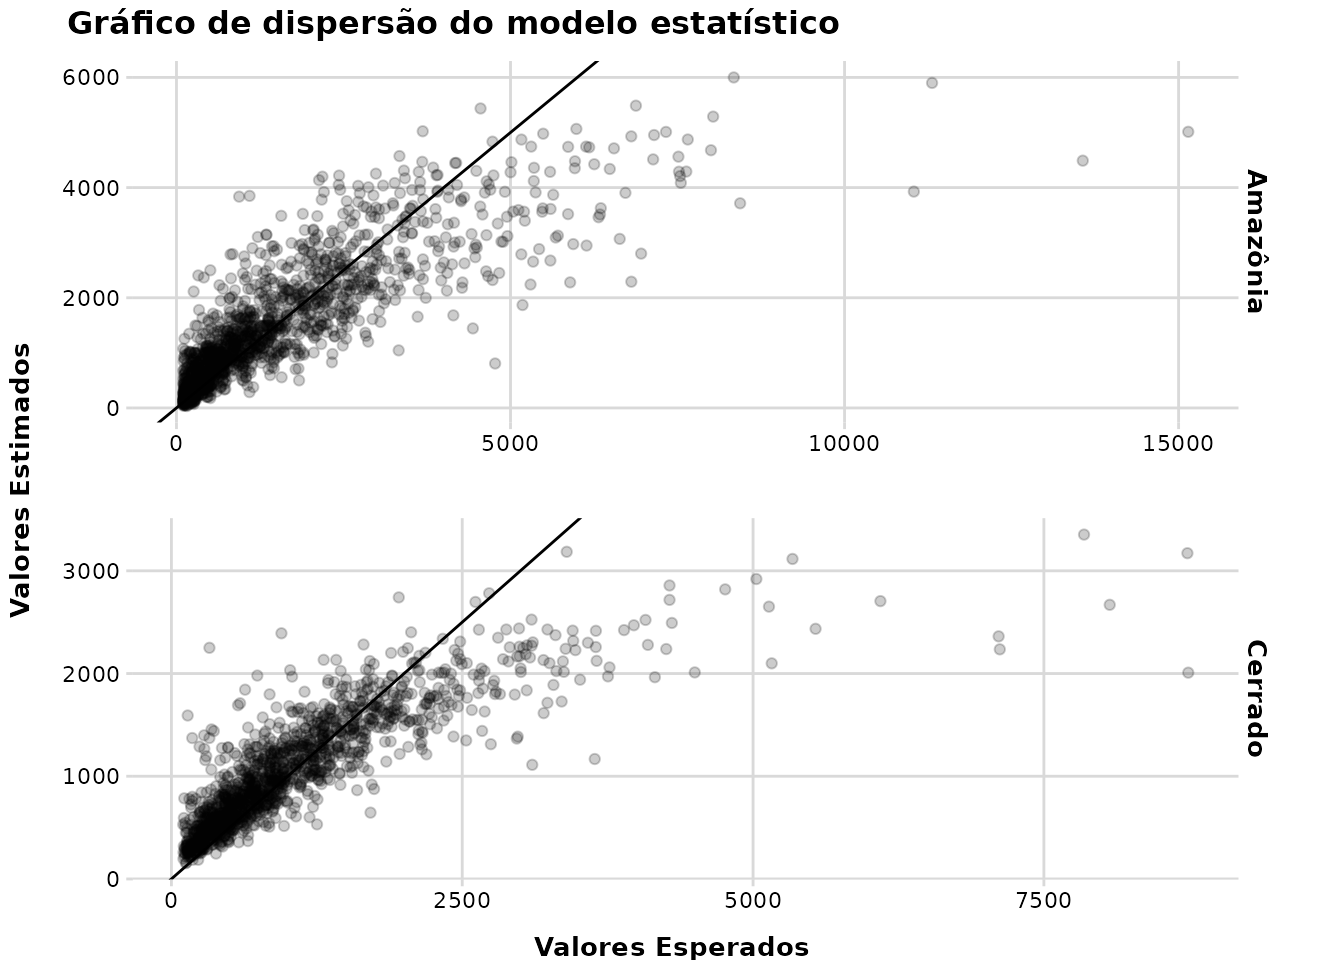 Gráfico de dispersão do modelo estatístico
6000
4000
2000
0
0 5000 10000 15000
Amazônia
Valores Estimados
3000
2000
1000
0
0 2500 5000 7500
Cerrado
Valores Esperados